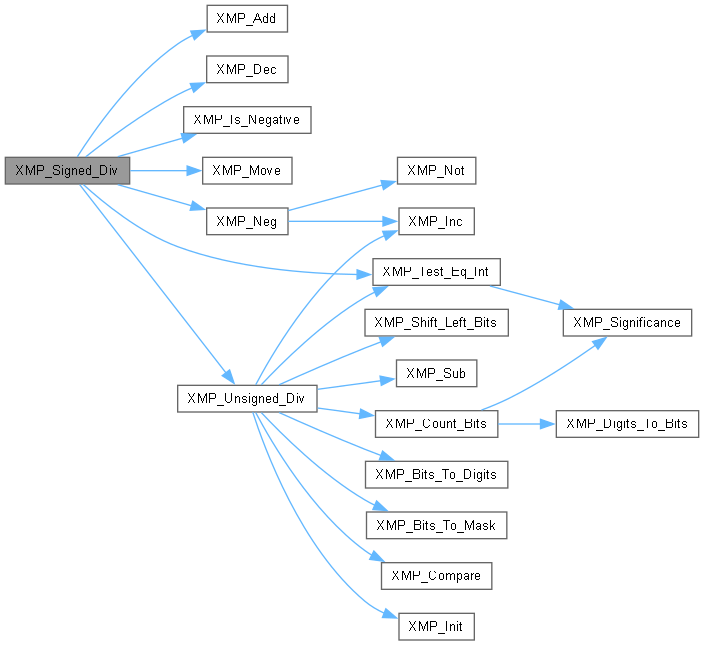 XMP_Add
XMP_Dec
XMP_Is_Negative
XMP_Signed_Div
XMP_Move
XMP_Not
XMP_Neg
XMP_Inc
XMP_Test_Eq_Int
XMP_Shift_Left_Bits
XMP_Significance
XMP_Sub
XMP_Unsigned_Div
XMP_Count_Bits
XMP_Digits_To_Bits
XMP_Bits_To_Digits
XMP_Bits_To_Mask
XMP_Compare
XMP_Init